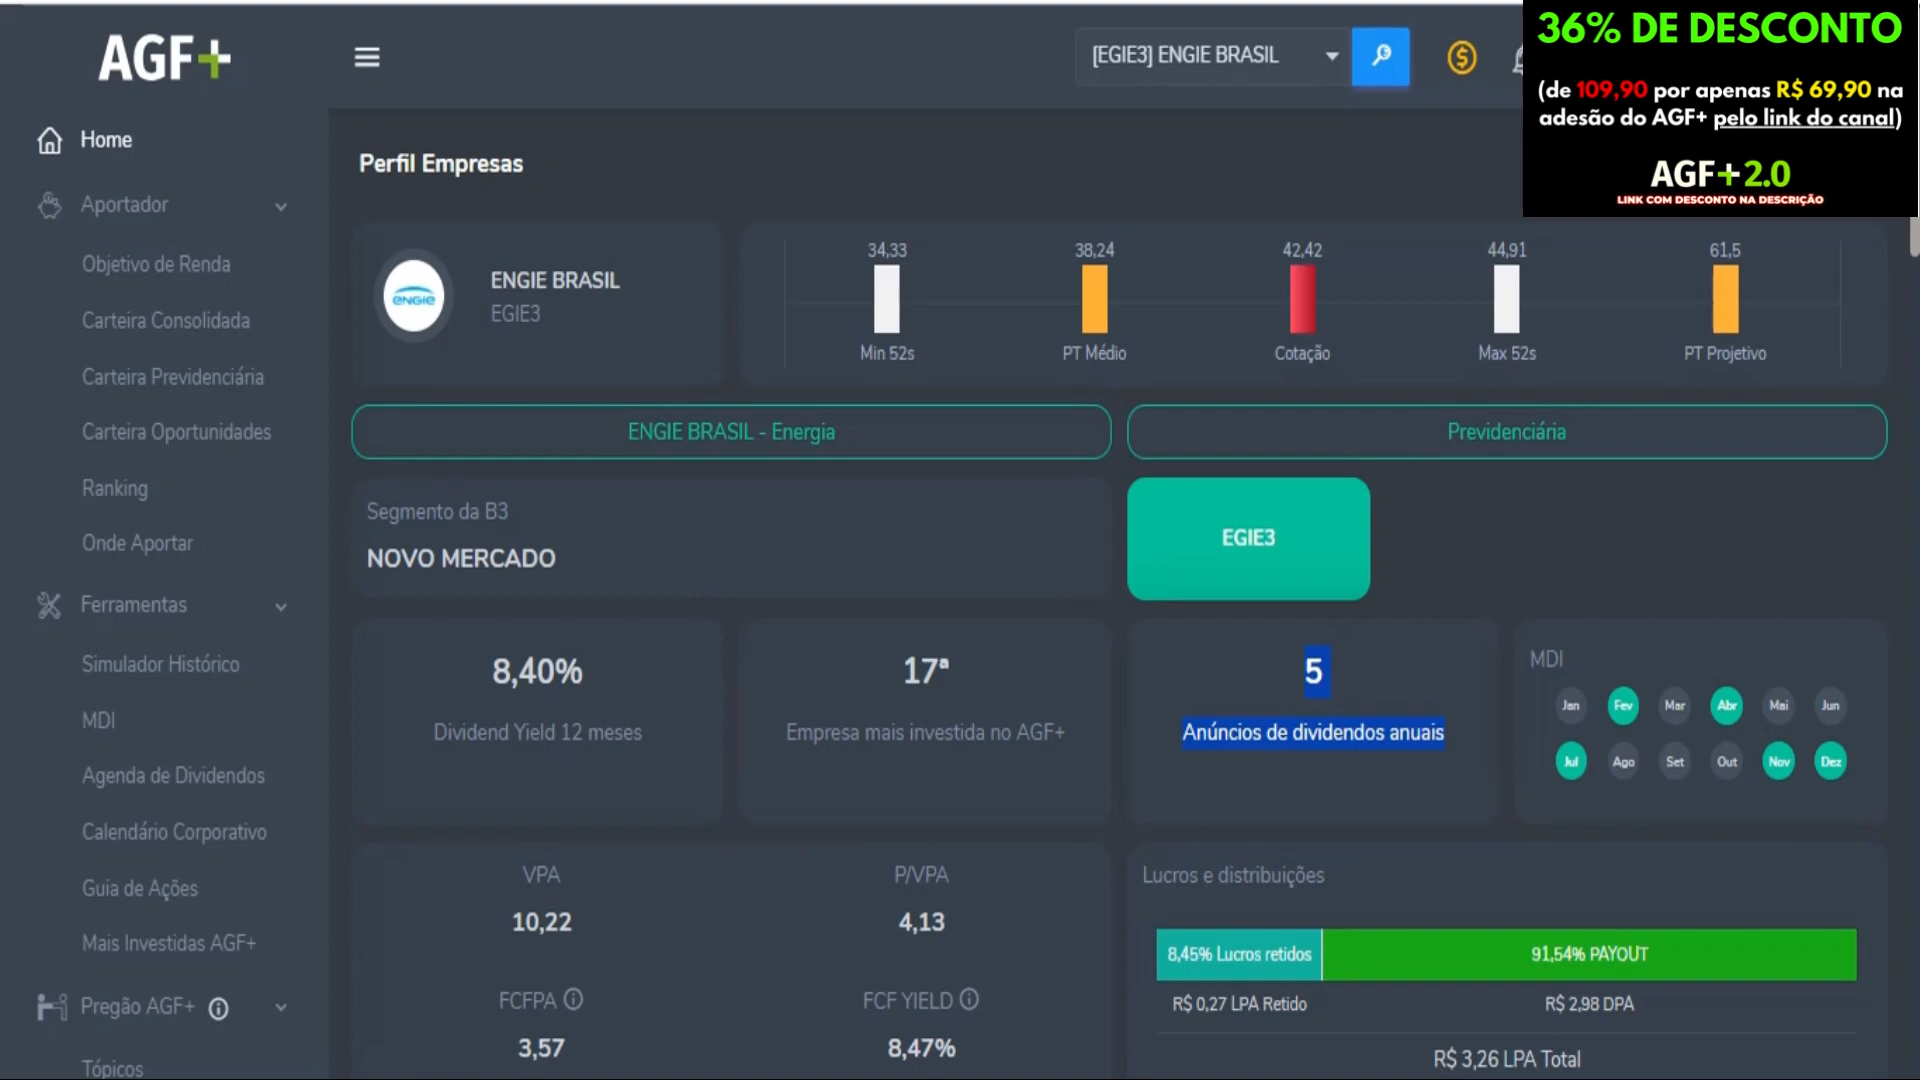 AGF+
[EGIE3] ENGIE BRASIL
36% DE DESCONTO
(de 109,90 por apenas R$ 69,90 na
adesão do AGF+ pelo link do canal)
AGF+2.0
LINK COM DESCONTO NA DESCRIÇÃO
Home
Aportador
Objetivo de Renda
Carteira Consolidada
Carteira Previdenciária
Carteira Oportunidades
Ranking
Onde Aportar
Ferramentas
Simulador Histórico
MDI
Agenda de Dividendos
Calendário Corporativo
Guia de Ações
Mais Investidas AGF+
Pregão AGF+
Tópicos
Perfil Empresas
ENGIE
ENGIE BRASIL
EGIE3
34,33
38,24
42,42
44,91
61,5
Min 52s
PT Médio
Cotação
Max 52s
PT Projetivo
ENGIE BRASIL - Energia
Previdenciária
Segmento da B3
NOVO MERCADO
EGIE3
8,40%
Dividend Yield 12 meses
17ª
Empresa mais investida no AGF+
5
Anúncios de dividendos anuais
MDI
Jan Fev Mar Abr Mai Jun
Jul Ago Set Out Nov Dez
VPA
10,22
P/VPA
4,13
FCFPA
3,57
FCF YIELD
8,47%
Lucros e distribuições
8,45% Lucros retidos
91,54% PAYOUT
R$ 0,27 LPA Retido
R$ 2,98 DPA
R$ 3,26 LPA Total